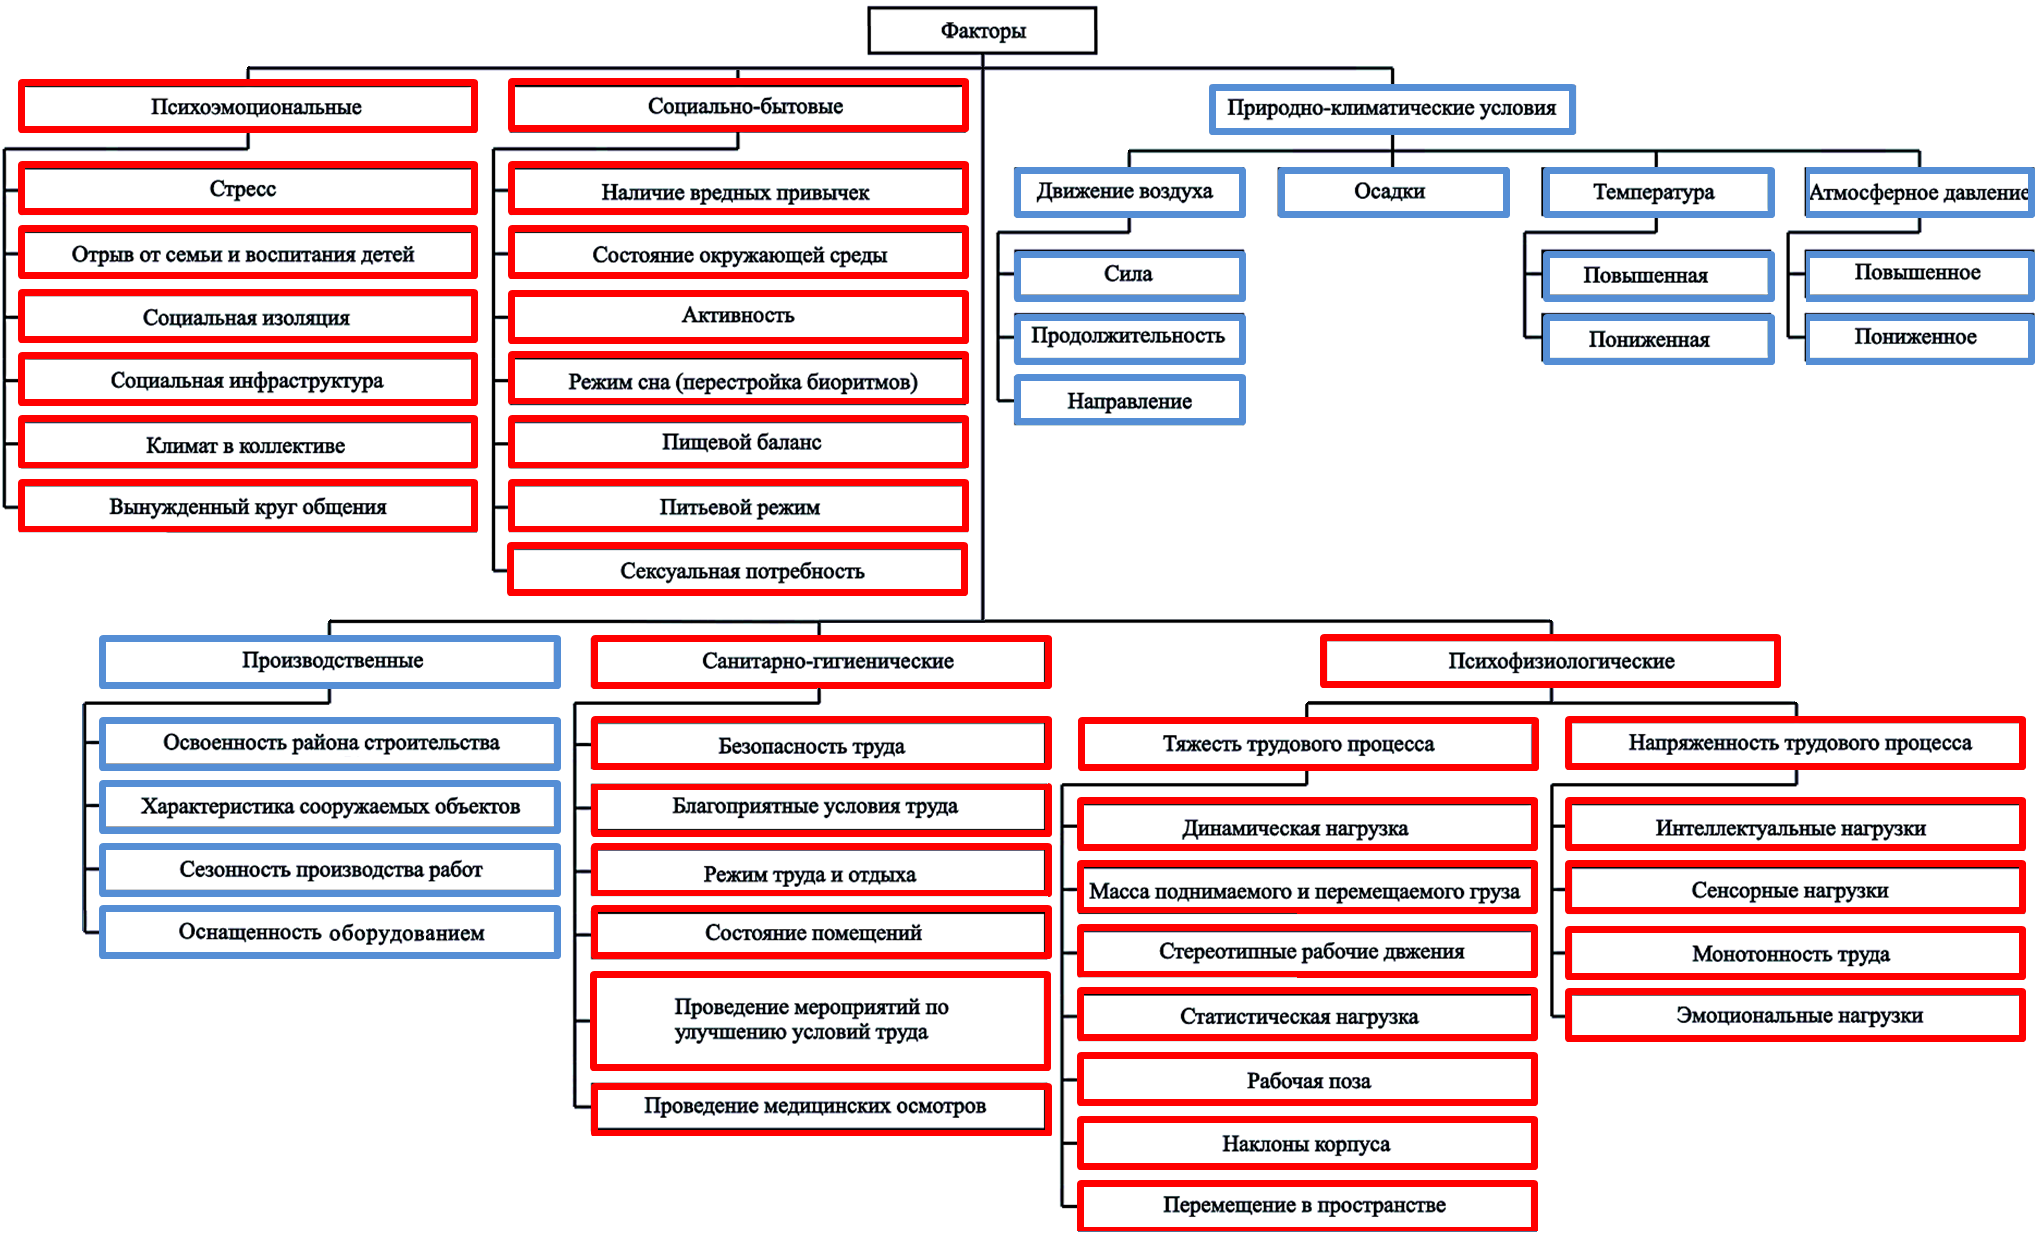 Факторы
Психоэмоциональные
Стресс
Отрыв от семьи и воспитания детей
Социальная изоляция
Социальная инфраструктура
Климат в коллективе
Вынужденный круг общения
Социально-бытовые
Наличие вредных привычек
Состояние окружающей среды
Активность
Режим сна (перестройка биоритмов)
Пищевой баланс
Питьевой режим
Сексуальная потребность
Природно-климатические условия
Движение воздуха
Сила
Продолжительность
Направление
Осадки
Температура
Повышенная
Пониженная
Атмосферное давление
Повышенное
Пониженное
Производственные
Освоенность района строительства
Характеристика сооружаемых объектов
Сезонность производства работ
Оснащенность оборудованием
Санитарно-гигиенические
Безопасность труда
Благоприятные условия труда
Режим труда и отдыха
Состояние помещений
Проведение мероприятий по
улучшению условий труда
Проведение медицинских осмотров
Психофизиологические
Тяжесть трудового процесса
Динамическая нагрузка
Масса поднимаемого и перемещаемого груза
Стереотипные рабочие двжения
Статистическая нагрузка
Рабочая поза
Наклоны корпуса
Перемещение в пространстве
Напряженность трудового процесса
Интеллектуальные нагрузки
Сенсорные нагрузки
Монотонность труда
Эмоциональные нагрузки